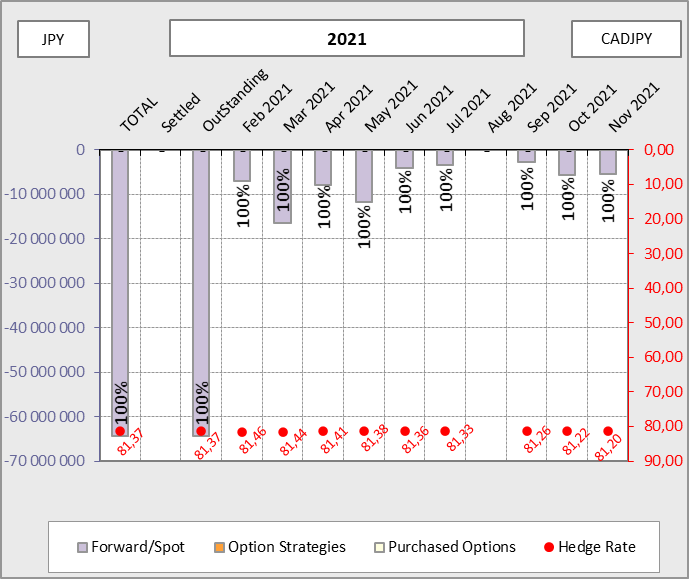 JPY
2021
CADJPY
TOTAL
Settled
OutStanding
Feb 2021
Mar 2021
Apr 2021
May 2021
Jun 2021
Jul 2021
Aug 2021
Sep 2021
Oct 2021
Nov 2021
0
-10 000 000
-20 000 000
-30 000 000
-40 000 000
-50 000 000
-60 000 000
-70 000 000
0,00
10,00
20,00
30,00
40,00
50,00
60,00
70,00
80,00
90,00
100%
100%
100%
100%
100%
100%
100%
100%
100%
100%
100%
81,37
81,37
81,46
81,44
81,41
81,38
81,36
81,33
81,26
81,22
81,20
Forward/Spot
Option Strategies
Purchased Options
Hedge Rate